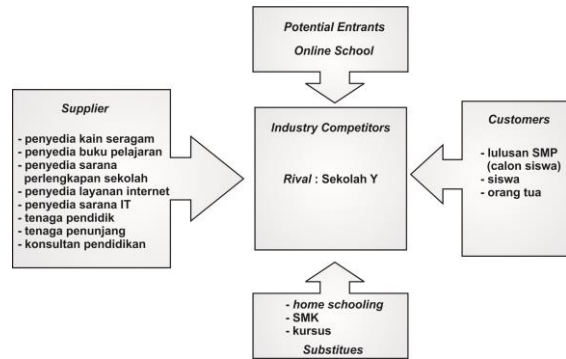 Potential Entrants
Online School
Supplier
- penyedia kain seragam
- penyedia buku pelajaran
- penyedia sarana
perlengkapan sekolah
- penyedia layanan internet
- penyedia sarana IT
- tenaga pendidik
- tenaga penunjang
- konsultan pendidikan
Industry Competitors
Rival : Sekolah Y
Customers
- lulusan SMP
(calon siswa)
- siswa
- orang tua
- home schooling
- SMK
- kursus
Substitues